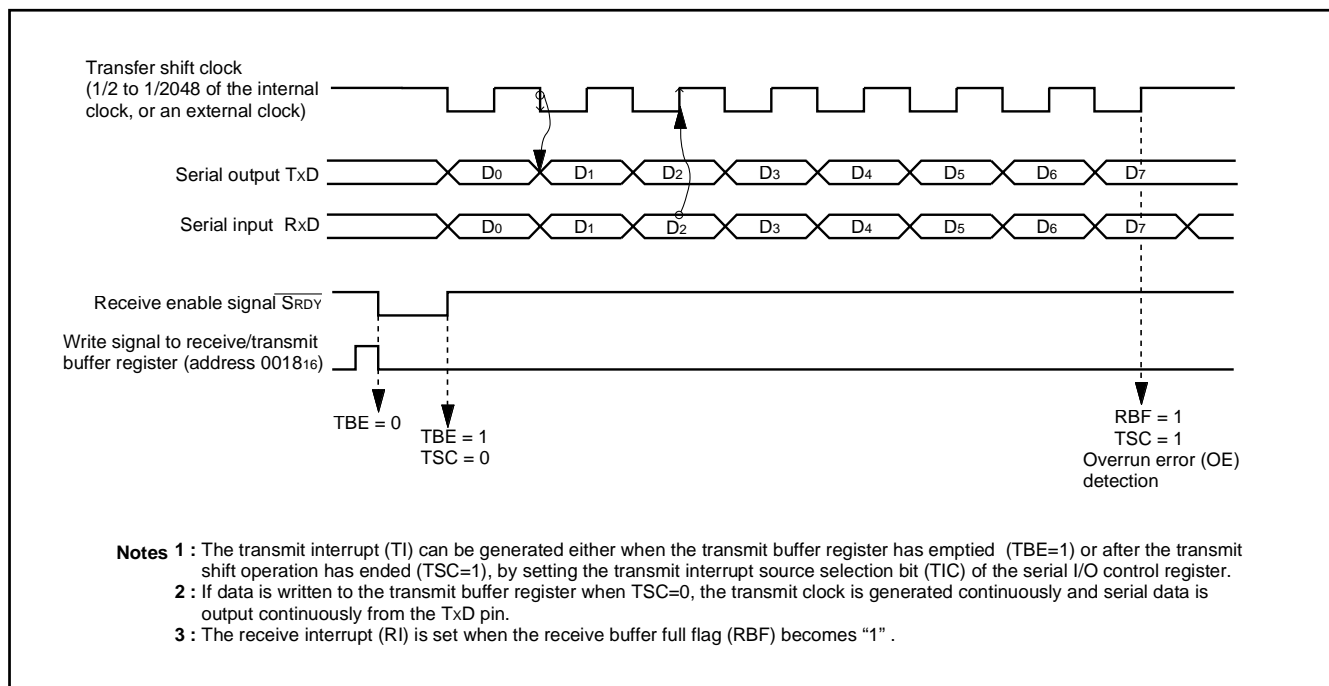 Transfer shift clock
(1/2 to 1/2048 of the internal
clock, or an external clock)
Serial output TxD
D0 D1 D2 D3 D4 D5 D6 D7
Serial input RxD
D0 D1 D2 D3 D4 D5 D6 D7
Receive enable signal SRDY
Write signal to receive/transmit
buffer register (address 001816)
TBE = 0
TBE = 1
TSC = 0
RBF = 1
TSC = 1
Overrun error (OE)
detection
Notes 1 : The transmit interrupt (TI) can be generated either when the transmit buffer register has emptied (TBE=1) or after the transmit
shift operation has ended (TSC=1), by setting the transmit interrupt source selection bit (TIC) of the serial I/O control register.
2 : If data is written to the transmit buffer register when TSC=0, the transmit clock is generated continuously and serial data is
output continuously from the TxD pin.
3 : The receive interrupt (RI) is set when the receive buffer full flag (RBF) becomes “1” .